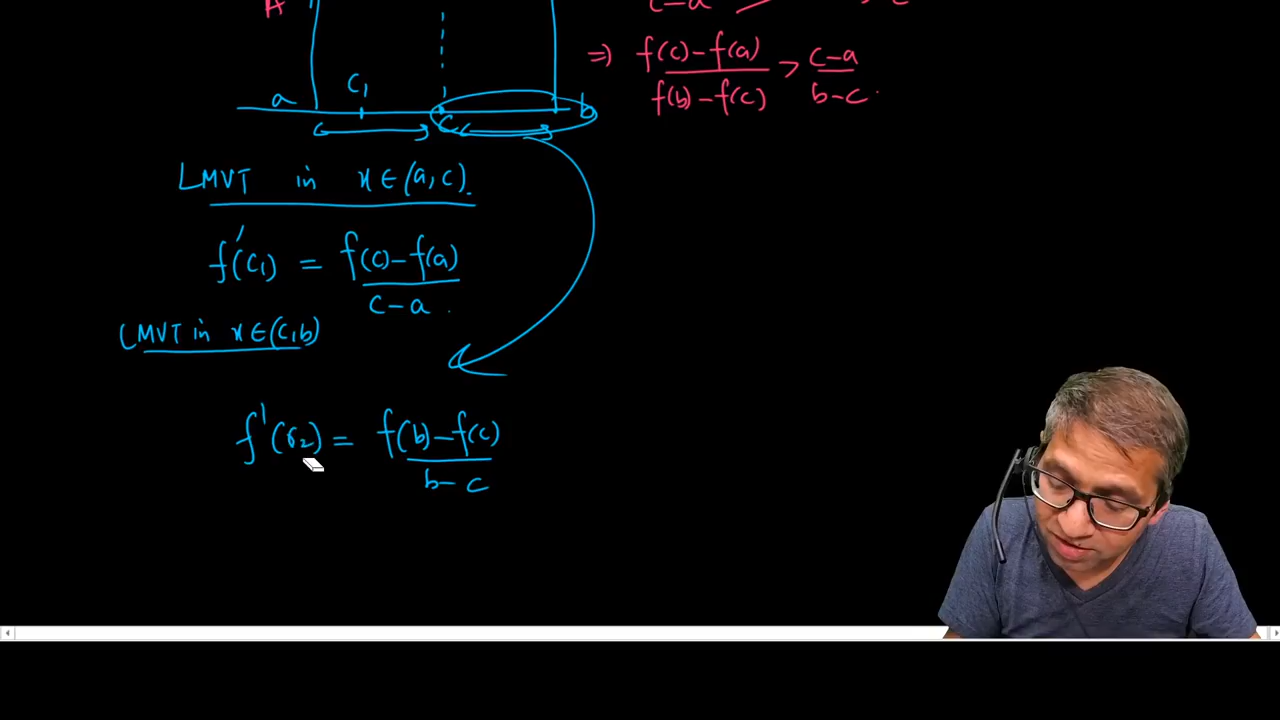 A
c-a
a
c₁
c
b
⇒ f(c)-f(a) / f(b)-f(c) > c-a / b-c .
LMVT in x∈(a,c).
f'(c₁) = f(c)-f(a) / c-a .
LMVT in x∈(c,b)
f'(c₂) = f(b)-f(c) / b-c